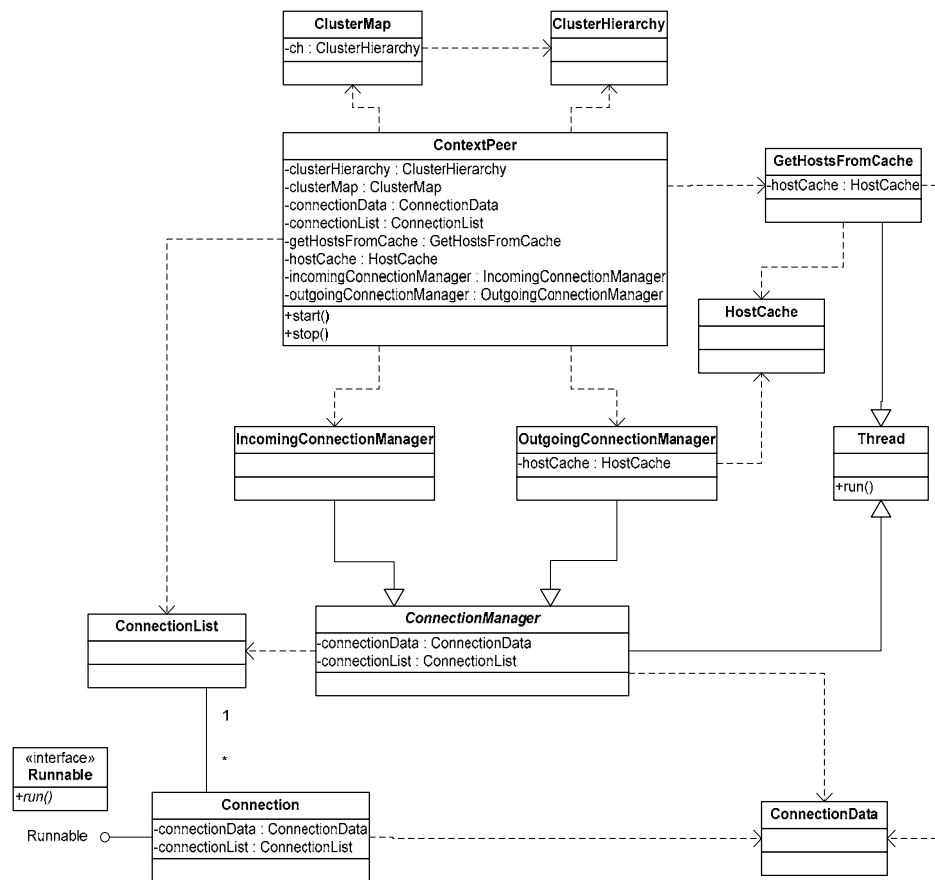 ClusterMap
-ch : ClusterHierarchy
ClusterHierarchy
ContextPeer
-clusterHierarchy : ClusterHierarchy
-clusterMap : ClusterMap
-connectionData : ConnectionData
-connectionList : ConnectionList
-getHostsFromCache : GetHostsFromCache
-hostCache : HostCache
-incomingConnectionManager : IncomingConnectionManager
-outgoingConnectionManager : OutgoingConnectionManager
+start()
+stop()
GetHostsFromCache
-hostCache : HostCache
HostCache
IncomingConnectionManager
OutgoingConnectionManager
-hostCache : HostCache
Thread
+run()
ConnectionList
ConnectionManager
-connectionData : ConnectionData
-connectionList : ConnectionList
1
*
«interface»
Runnable
+run()
Runnable
Connection
-connectionData : ConnectionData
-connectionList : ConnectionList
ConnectionData